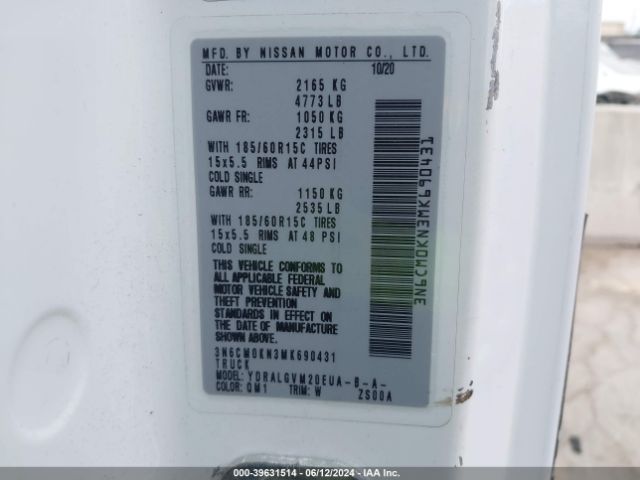 MFD. BY NISSAN MOTOR CO., LTD.
DATE: 10/20
GVWR: 2165 KG
4773 LB
GAWR FR: 1050 KG
2315 LB
WITH 185/60R15C TIRES
15x5.5 RIMS AT 44PSI
COLD SINGLE
GAWR RR: 1150 KG
2535 LB
WITH 185/60R15C TIRES
15x5.5 RIMS AT 48 PSI
COLD SINGLE
THIS VEHICLE CONFORMS TO
ALL APPLICABLE FEDERAL
MOTOR VEHICLE SAFETY AND
THEFT PREVENTION
STANDARDS IN EFFECT ON
THE DATE OF MANUFACTURE
SHOWN ABOVE.
3N6CM0KN3MK690431
TRUCK
MODEL: YDRALGVM20EUA-B-A-
COLOR: QM1 TRIM: W ZS00A
3N6CM0KN3MK690431
000-39631514 / 06/12/2024 / IAA Inc.